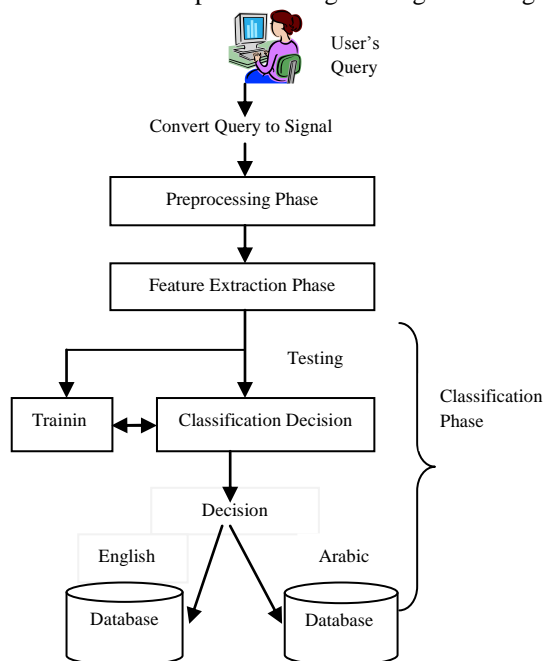 User's
Query
Convert Query to Signal
Preprocessing Phase
Feature Extraction Phase
Testing
Classification
Phase
Trainin
Classification Decision
Decision
English
Arabic
Database
Database